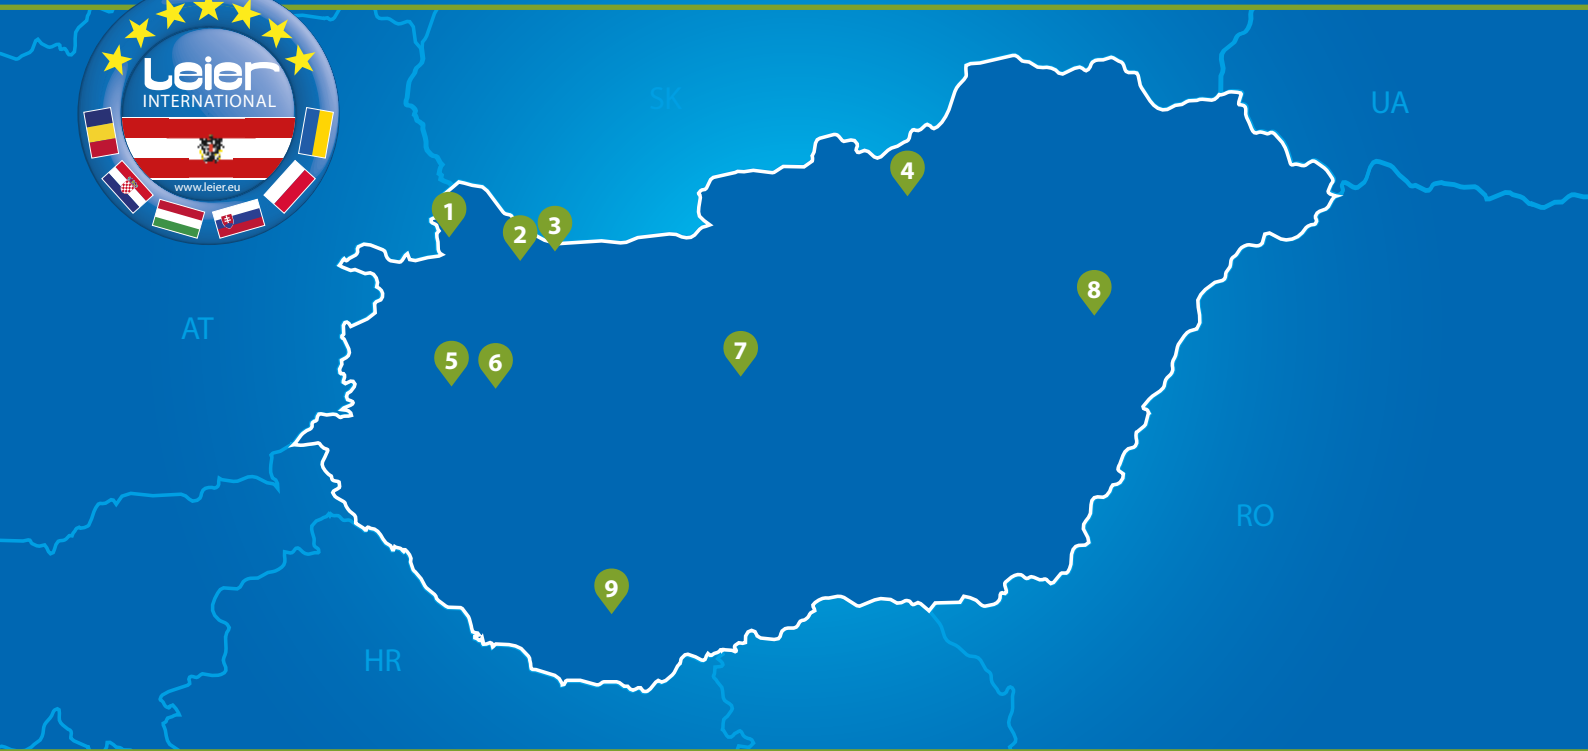 Leier
INTERNATIONAL
www.leier.eu
SK
UA
4
1
2
3
8
AT
5
6
7
RO
9
HR